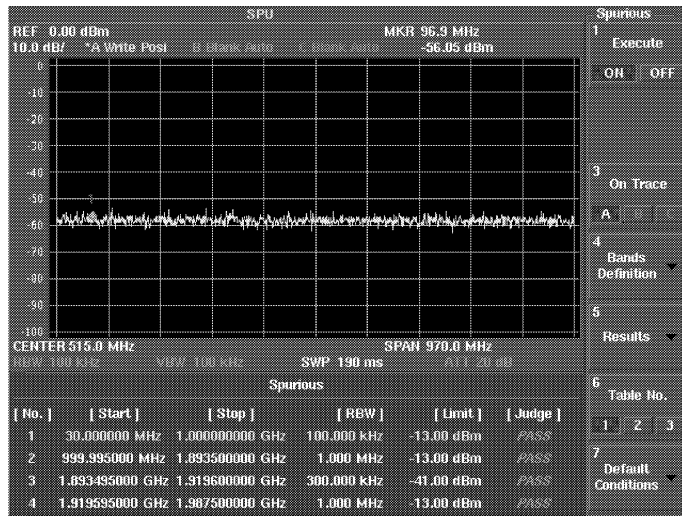 SPU
REF 0.00 dBm MKR 96.9 MHz
10.0 dB/ *A Write Posi B Blank Auto C Blank Auto -56.05 dBm
0
-10
-20
-30
-40
-50
-60
-70
-80
-90
-100
1
CENTER 515.0 MHz SPAN 970.0 MHz
RBW 100 kHz VBW 100 kHz SWP 190 ms ATT 20 dB
Spurious
[ No. ] [ Start ] [ Stop ] [ RBW ] [ Limit ] [ Judge ]
1 30.000000 MHz 1.000000000 GHz 100.000 kHz -13.00 dBm PASS
2 999.995000 MHz 1.893500000 GHz 1.000 MHz -13.00 dBm PASS
3 1.893495000 GHz 1.919600000 GHz 300.000 kHz -41.00 dBm PASS
4 1.919595000 GHz 1.987500000 GHz 1.000 MHz -13.00 dBm PASS
Spurious
1
Execute
ON OFF
3
On Trace
A B C
4
Bands
Definition
5
Results
6
Table No.
1 2 3
7
Default
Conditions